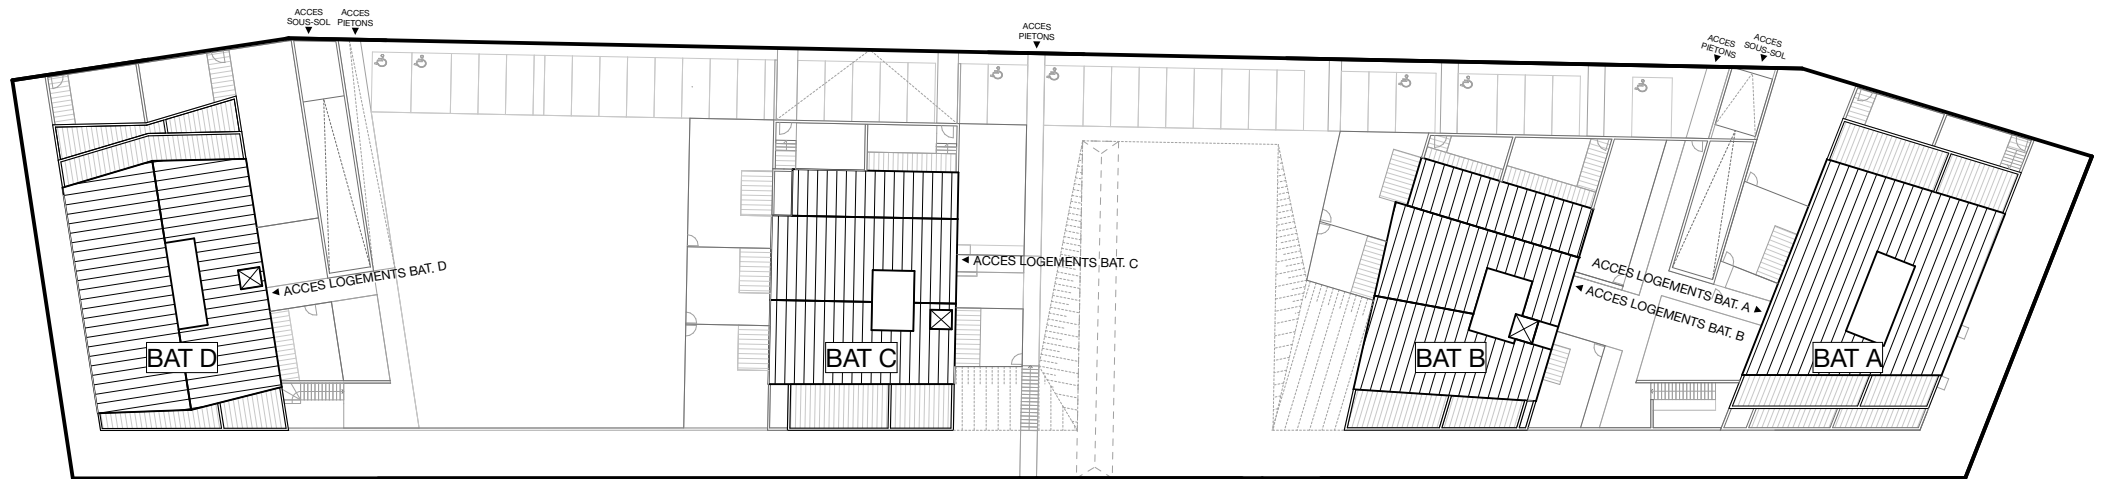 ACCES
SOUS-SOL
ACCES
PIETONS
ACCES
PIETONS
ACCES
PIETONS
ACCES
SOUS-SOL
ACCES LOGEMENTS BAT. D
ACCES LOGEMENTS BAT. C
ACCES LOGEMENTS BAT. A
ACCES LOGEMENTS BAT. B
BAT D
BAT C
BAT B
BAT A